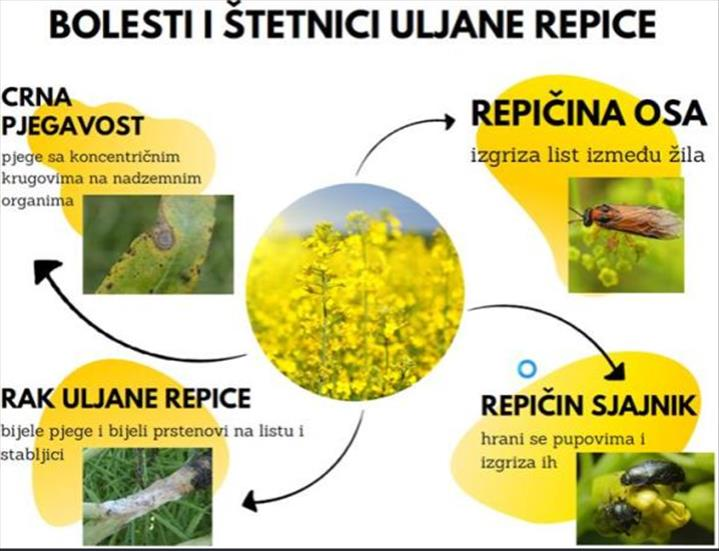 BOLESTI I ŠTETNICI ULJANE REPICE
CRNA
PJEGAVOST
pjege sa koncentričnim
krugovima na nadzemnim
organima
REPIČINA OSA
izgriza list između žila
RAK ULJANE REPICE
bijele pjege i bijeli prstenovi na listu i
stabljici
REPIČIN SJAJNIK
hrani se pupovima i
izgriza ih